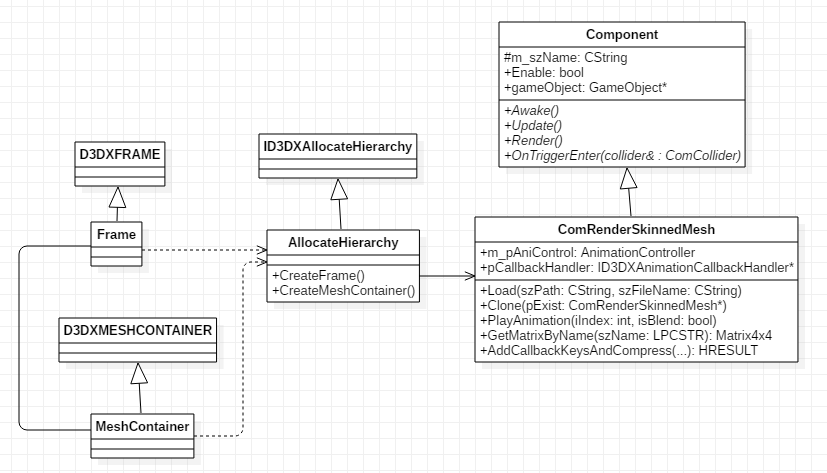 Component
#m_szName: CString
+Enable: bool
+gameObject: GameObject*
+Awake()
+Update()
+Render()
+OnTriggerEnter(collider& : ComCollider)
D3DXFRAME
ID3DXAllocateHierarchy
Frame
AllocateHierarchy
+CreateFrame()
+CreateMeshContainer()
ComRenderSkinnedMesh
+m_pAniControl: AnimationController
+pCallbackHandler: ID3DXAnimationCallbackHandler*
+Load(szPath: CString, szFileName: CString)
+Clone(pExist: ComRenderSkinnedMesh*)
+PlayAnimation(iIndex: int, isBlend: bool)
+GetMatrixByName(szName: LPCSTR): Matrix4x4
+AddCallbackKeysAndCompress(...): HRESULT
D3DXMESHCONTAINER
MeshContainer